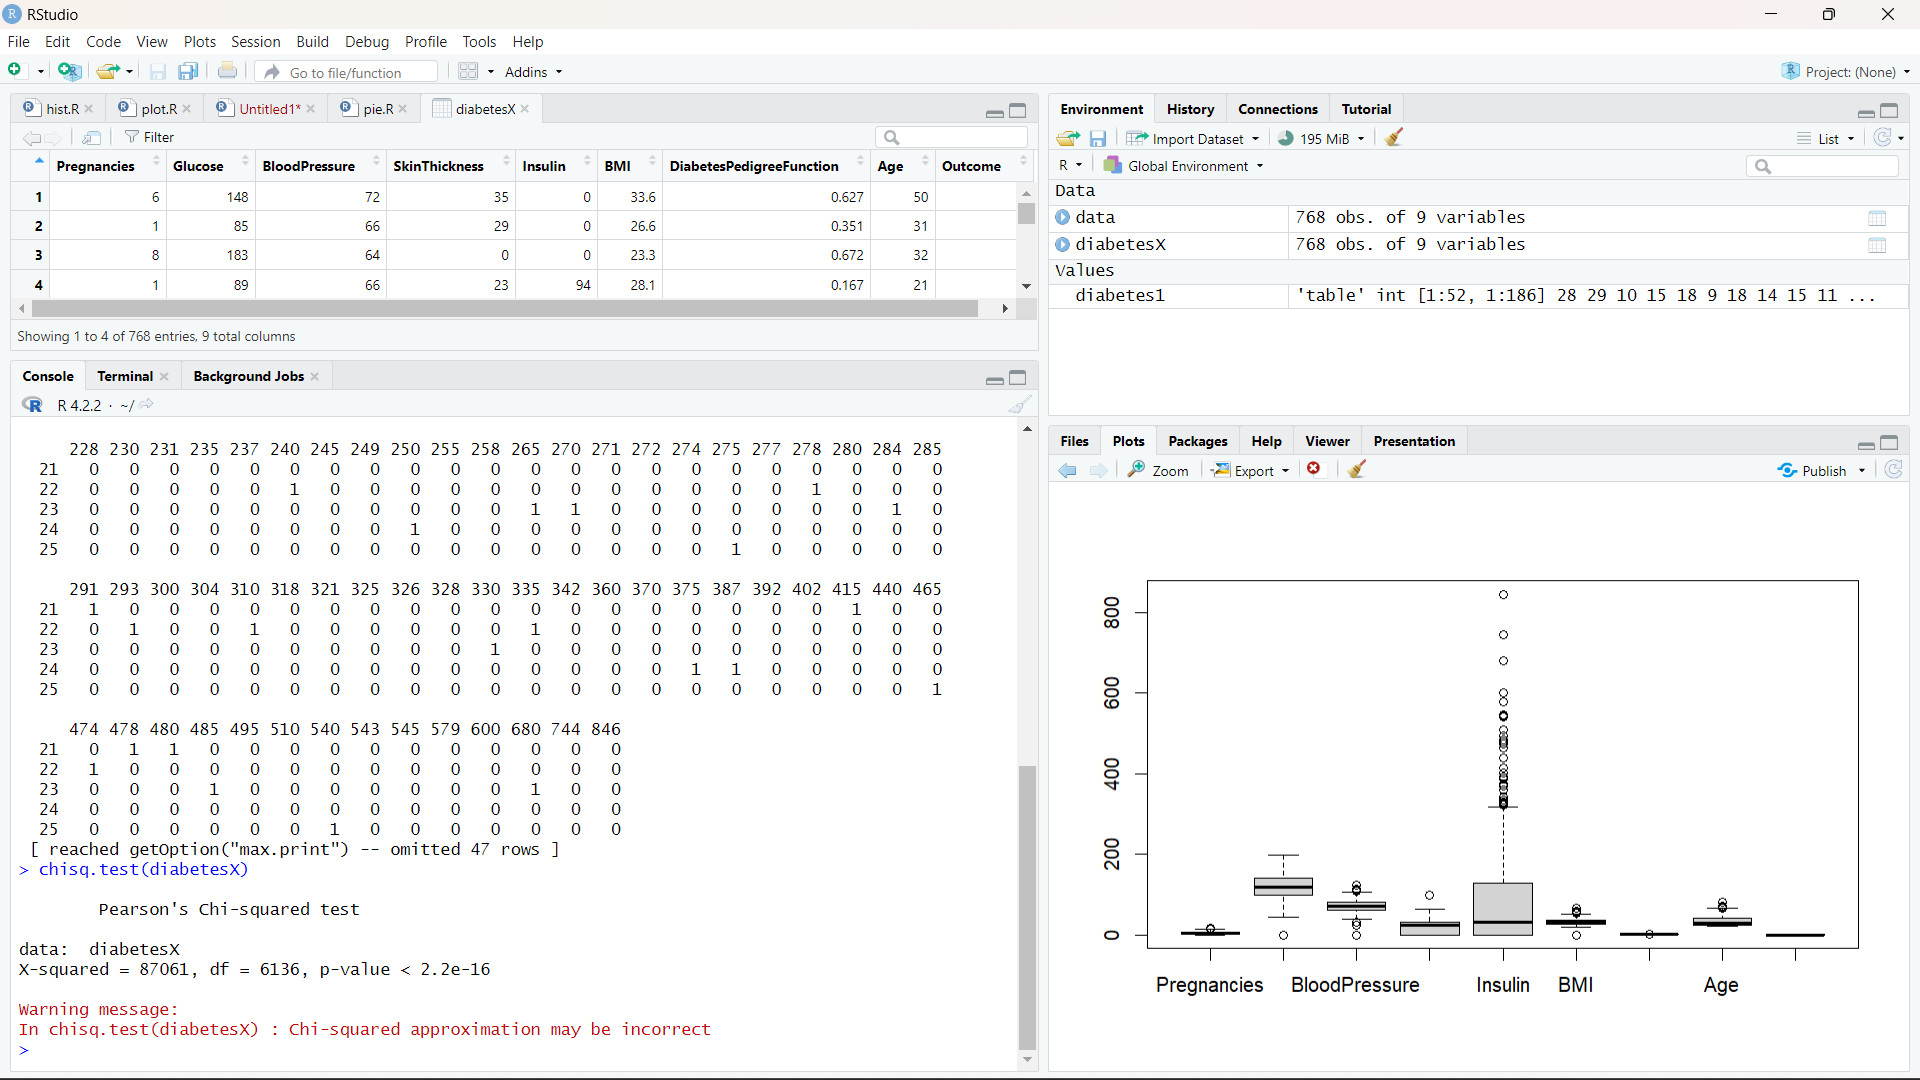 RStudio
File Edit Code View Plots Session Build Debug Profile Tools Help
Go to file/function Addins Project: (None)
hist.R plot.R Untitled1* pie.R diabetesX
Filter
Pregnancies Glucose BloodPressure SkinThickness Insulin BMI DiabetesPedigreeFunction Age Outcome
1 6 148 72 35 0 33.6 0.627 50
2 1 85 66 29 0 26.6 0.351 31
3 8 183 64 0 0 23.3 0.672 32
4 1 89 66 23 94 28.1 0.167 21
Showing 1 to 4 of 768 entries, 9 total columns
Console Terminal Background Jobs
R 4.2.2 · ~/
228 230 231 235 237 240 245 249 250 255 258 265 270 271 272 274 275 277 278 280 284 285
21 0 0 0 0 0 0 0 0 0 0 0 0 0 0 0 0 0 0 0 0 0 0
22 0 0 0 0 0 1 0 0 0 0 0 0 0 0 0 0 0 0 1 0 0 0
23 0 0 0 0 0 0 0 0 0 0 0 1 1 0 0 0 0 0 0 0 1 0
24 0 0 0 0 0 0 0 0 1 0 0 0 0 0 0 0 0 0 0 0 0 0
25 0 0 0 0 0 0 0 0 0 0 0 0 0 0 0 0 1 0 0 0 0 0
291 293 300 304 310 318 321 325 326 328 330 335 342 360 370 375 387 392 402 415 440 465
21 1 0 0 0 0 0 0 0 0 0 0 0 0 0 0 0 0 0 0 1 0 0
22 0 1 0 0 1 0 0 0 0 0 0 1 0 0 0 0 0 0 0 0 0 0
23 0 0 0 0 0 0 0 0 0 0 1 0 0 0 0 0 0 0 0 0 0 0
24 0 0 0 0 0 0 0 0 0 0 0 0 0 0 0 1 1 0 0 0 0 0
25 0 0 0 0 0 0 0 0 0 0 0 0 0 0 0 0 0 0 0 0 0 1
474 478 480 485 495 510 540 543 545 579 600 680 744 846
21 0 1 1 0 0 0 0 0 0 0 0 0 0 0
22 1 0 0 0 0 0 0 0 0 0 0 0 0 0
23 0 0 0 1 0 0 0 0 0 0 0 1 0 0
24 0 0 0 0 0 0 0 0 0 0 0 0 0 0
25 0 0 0 0 0 0 1 0 0 0 0 0 0 0
[ reached getOption("max.print") -- omitted 47 rows ]
> chisq.test(diabetesX)
Pearson's Chi-squared test
data: diabetesX
X-squared = 87061, df = 6136, p-value < 2.2e-16
Warning message:
In chisq.test(diabetesX) : Chi-squared approximation may be incorrect
>
Environment History Connections Tutorial
Import Dataset 195 MiB List
R Global Environment
Data
data 768 obs. of 9 variables
diabetesX 768 obs. of 9 variables
Values
diabetes1 'table' int [1:52, 1:186] 28 29 10 15 18 9 18 14 15 11 ...
Files Plots Packages Help Viewer Presentation
Zoom Export Publish
800
600
400
200
0
Pregnancies BloodPressure Insulin BMI Age